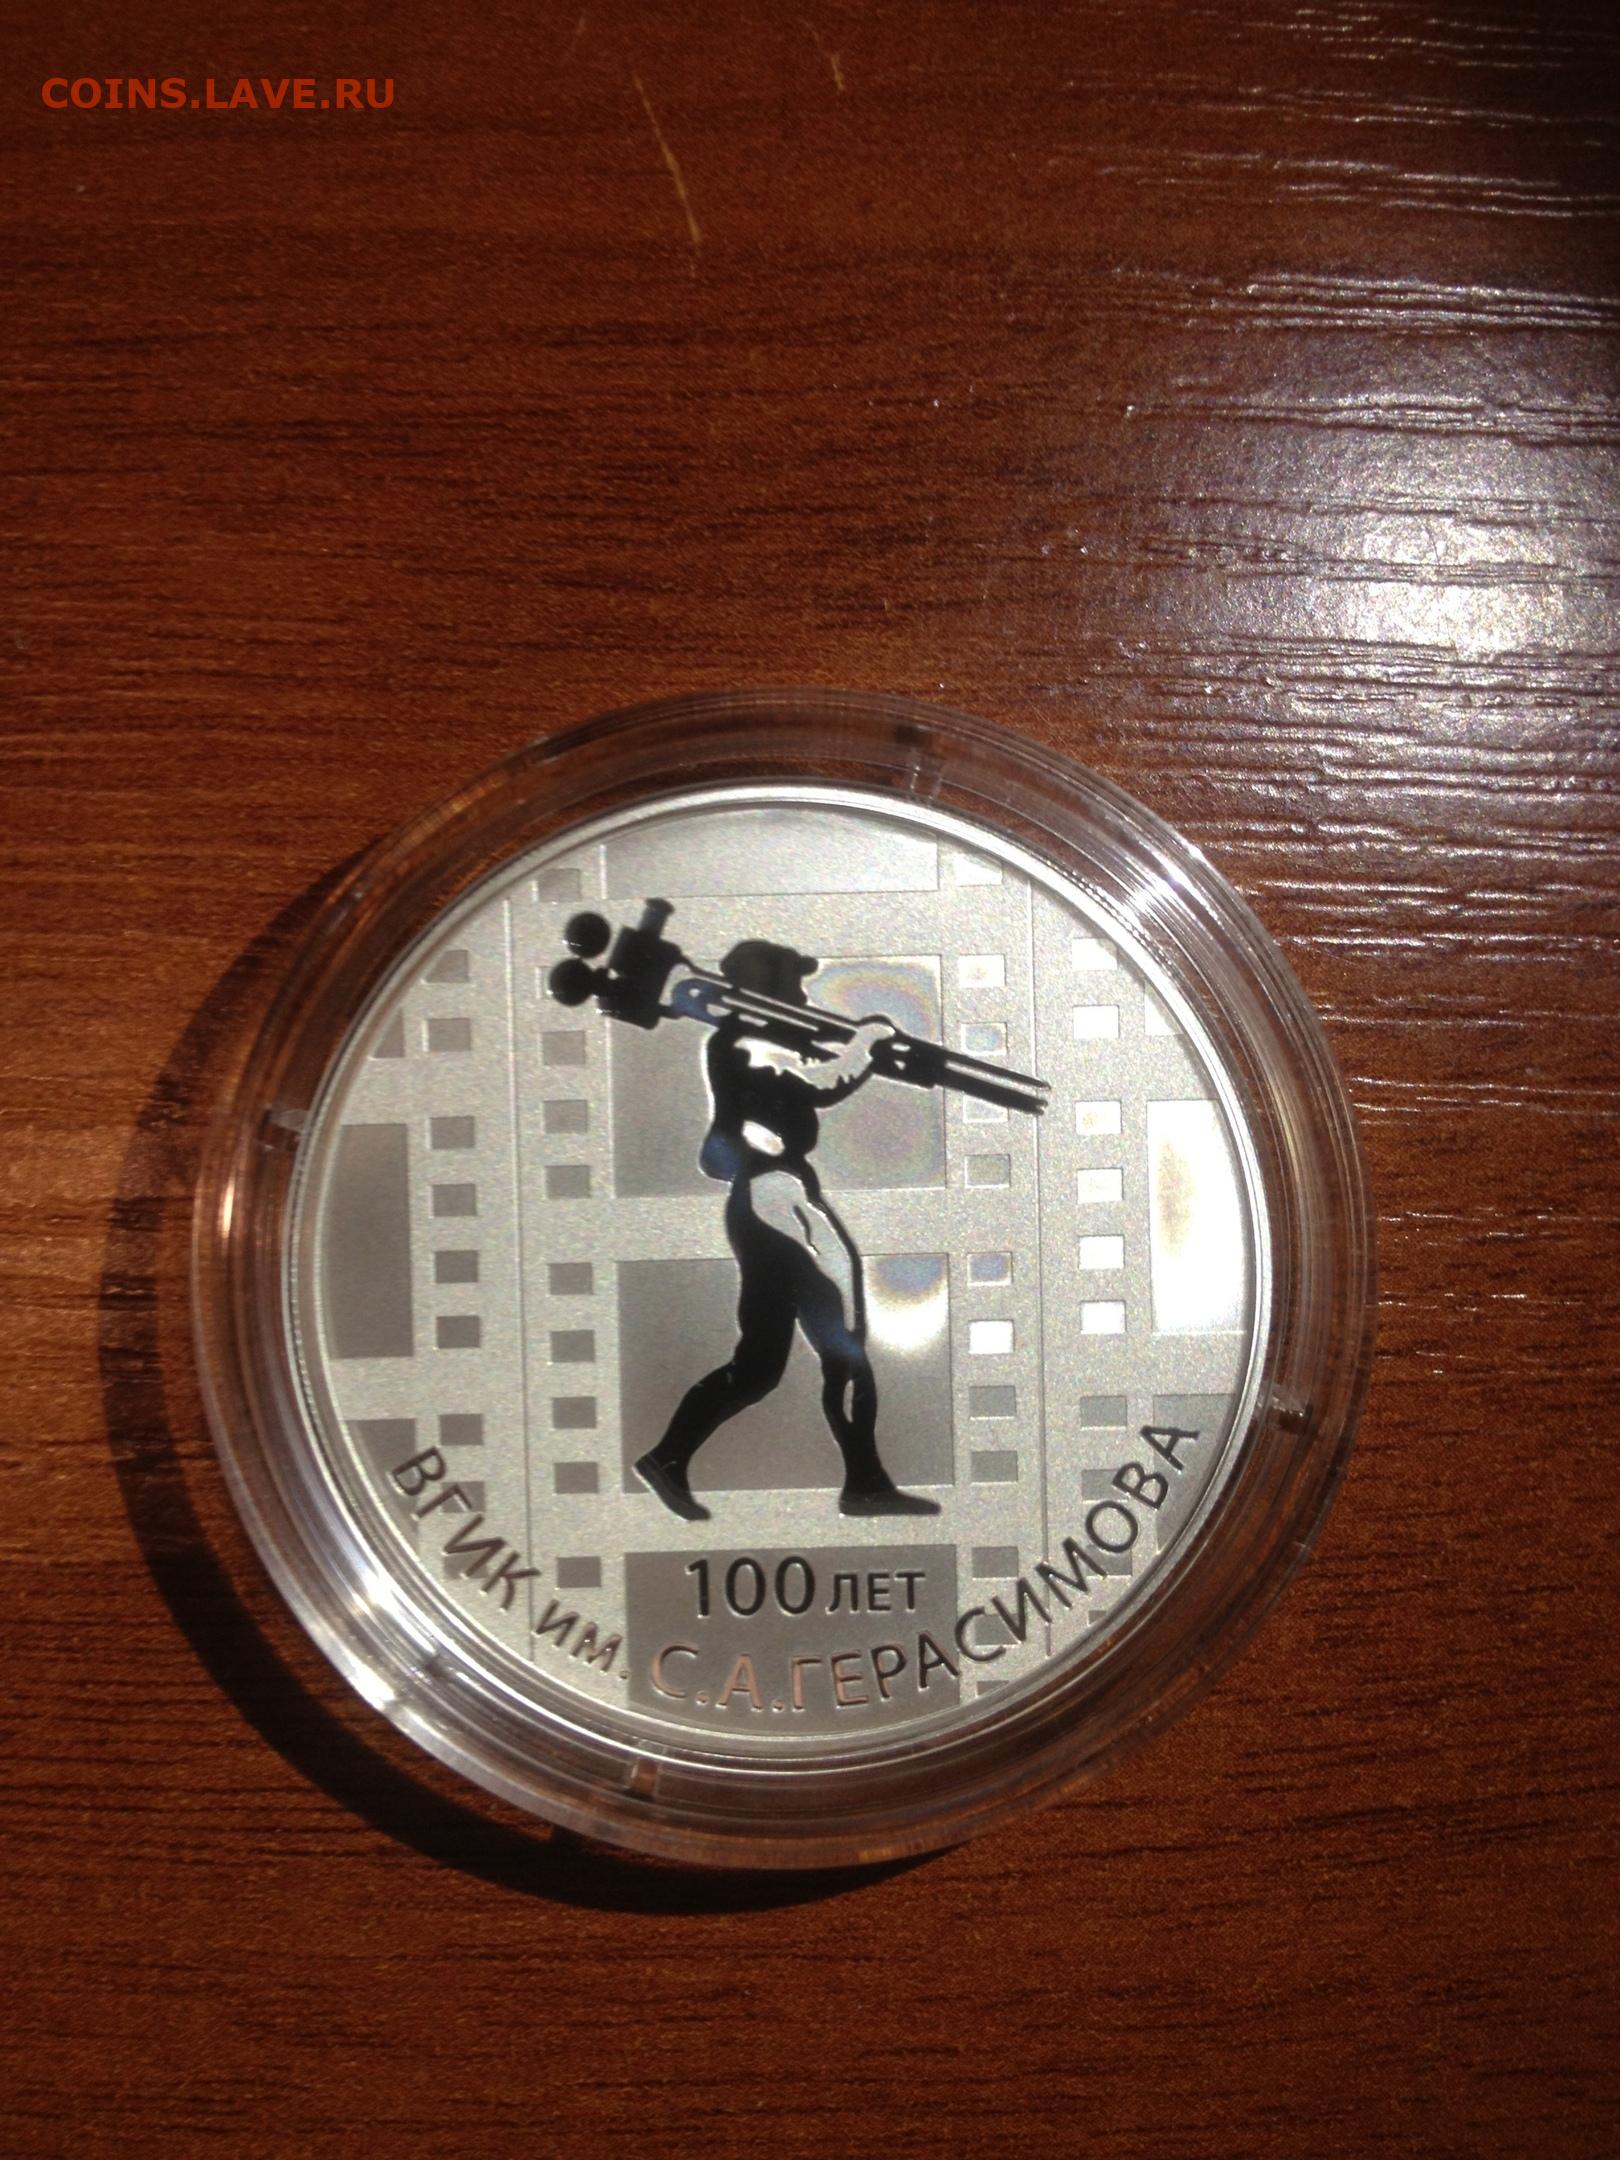 COINS.LAVE.RU
100 ЛЕТ
ВГИК им. С.А.ГЕРАСИМОВА